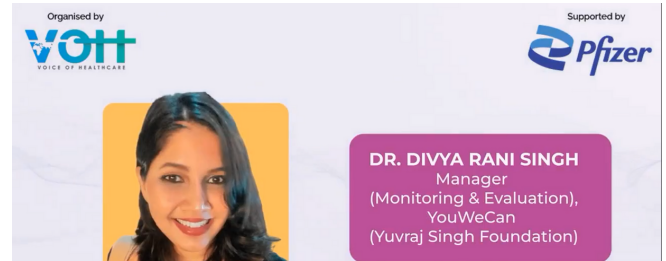 Organised by
VOH
VOICE OF HEALTHCARE
Supported by
Pfizer
DR. DIVYA RANI SINGH
Manager
(Monitoring & Evaluation),
YouWeCan
(Yuvraj Singh Foundation)